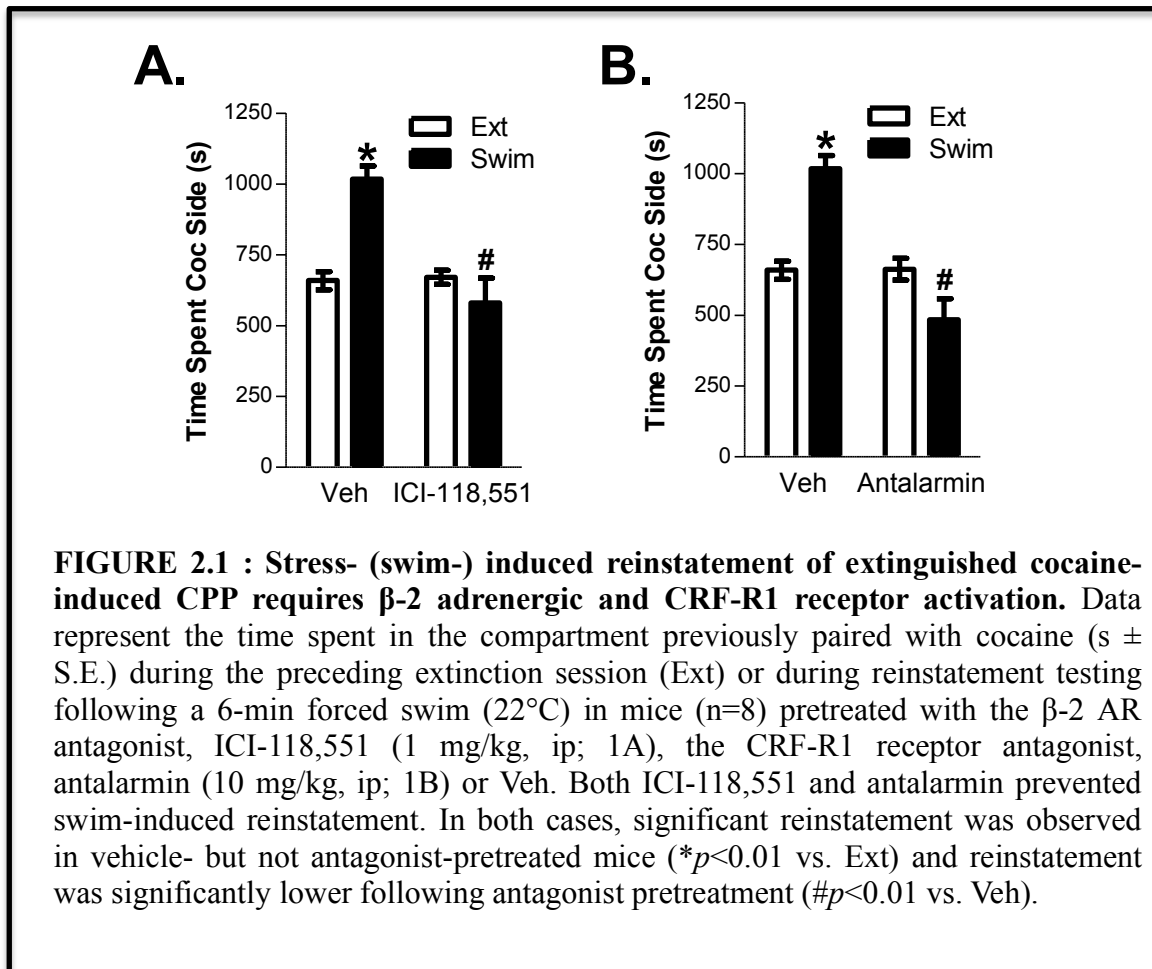 A.
1250
1000
750
500
250
0
Time Spent Coc Side (s)
Ext
Swim
*
#
Veh ICI-118,551
B.
1250
1000
750
500
250
0
Time Spent Coc Side (s)
Ext
Swim
*
#
Veh Antalarmin
FIGURE 2.1 : Stress- (swim-) induced reinstatement of extinguished cocaine-
induced CPP requires β-2 adrenergic and CRF-R1 receptor activation. Data
represent the time spent in the compartment previously paired with cocaine (s ±
S.E.) during the preceding extinction session (Ext) or during reinstatement testing
following a 6-min forced swim (22°C) in mice (n=8) pretreated with the β-2 AR
antagonist, ICI-118,551 (1 mg/kg, ip; 1A), the CRF-R1 receptor antagonist,
antalarmin (10 mg/kg, ip; 1B) or Veh. Both ICI-118,551 and antalarmin prevented
swim-induced reinstatement. In both cases, significant reinstatement was observed
in vehicle- but not antagonist-pretreated mice (*p<0.01 vs. Ext) and reinstatement
was significantly lower following antagonist pretreatment (#p<0.01 vs. Veh).